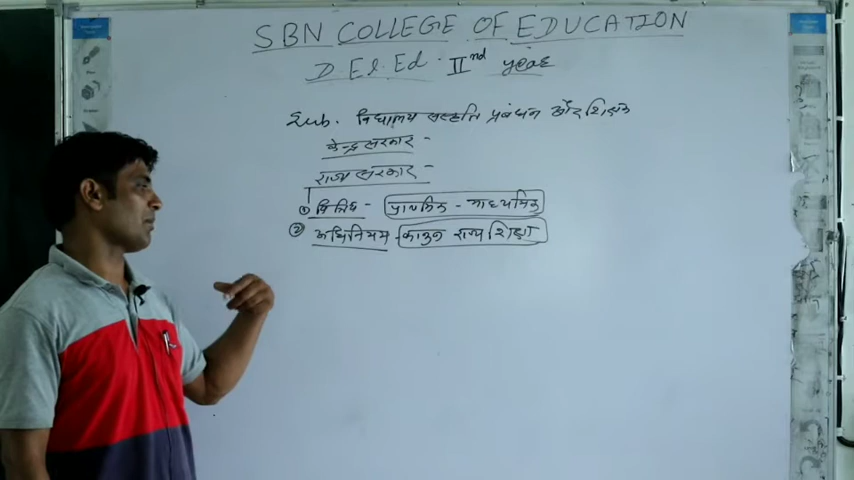 SBN COLLEGE OF EDUCATION
D El. Ed. IInd year
Sub. विद्यालय संस्कृति प्रबंधन और शिक्षक
केन्द्र सरकार -
राज्य सरकार -
① विविध - प्राथमिक - माध्यमिक
② अधिनियम - कानुन राज्य शिक्षा